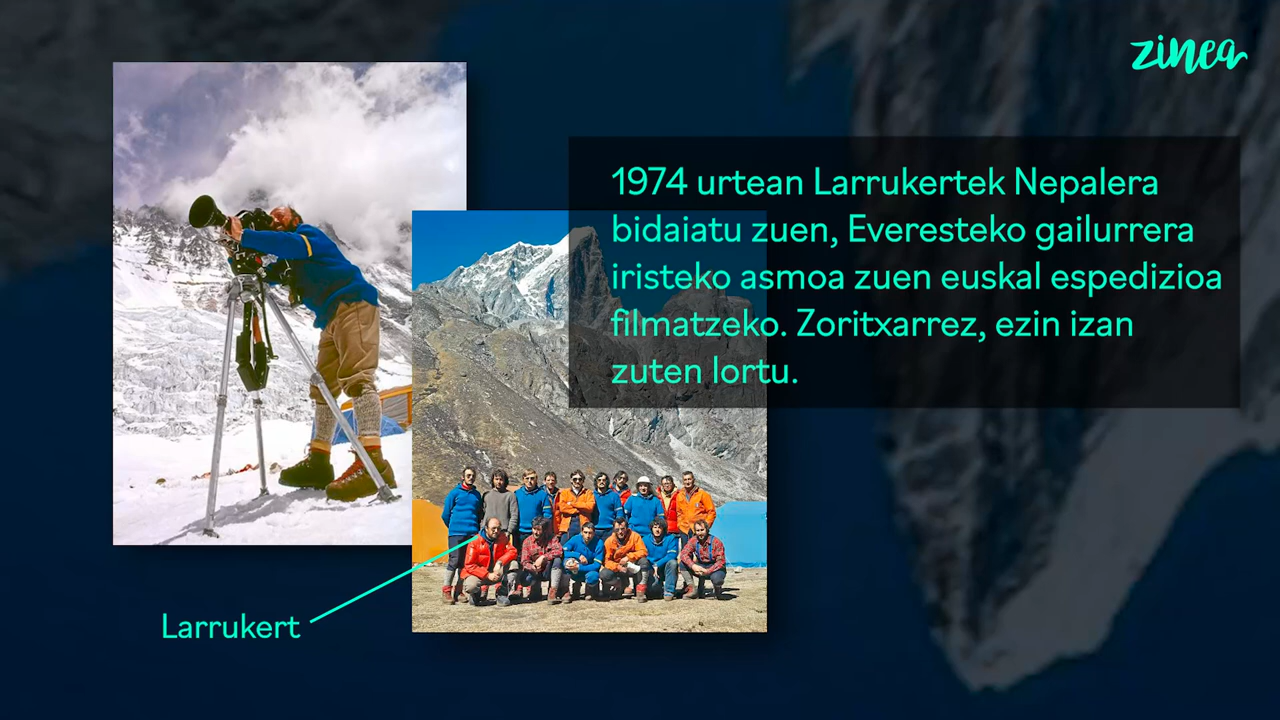 zinea
1974 urtean Larrukertek Nepalera
bidaiatu zuen, Everesteko gailurrera
iristeko asmoa zuen euskal espedizioa
filmatzeko. Zoritxarrez, ezin izan
zuten lortu.
Larrukert